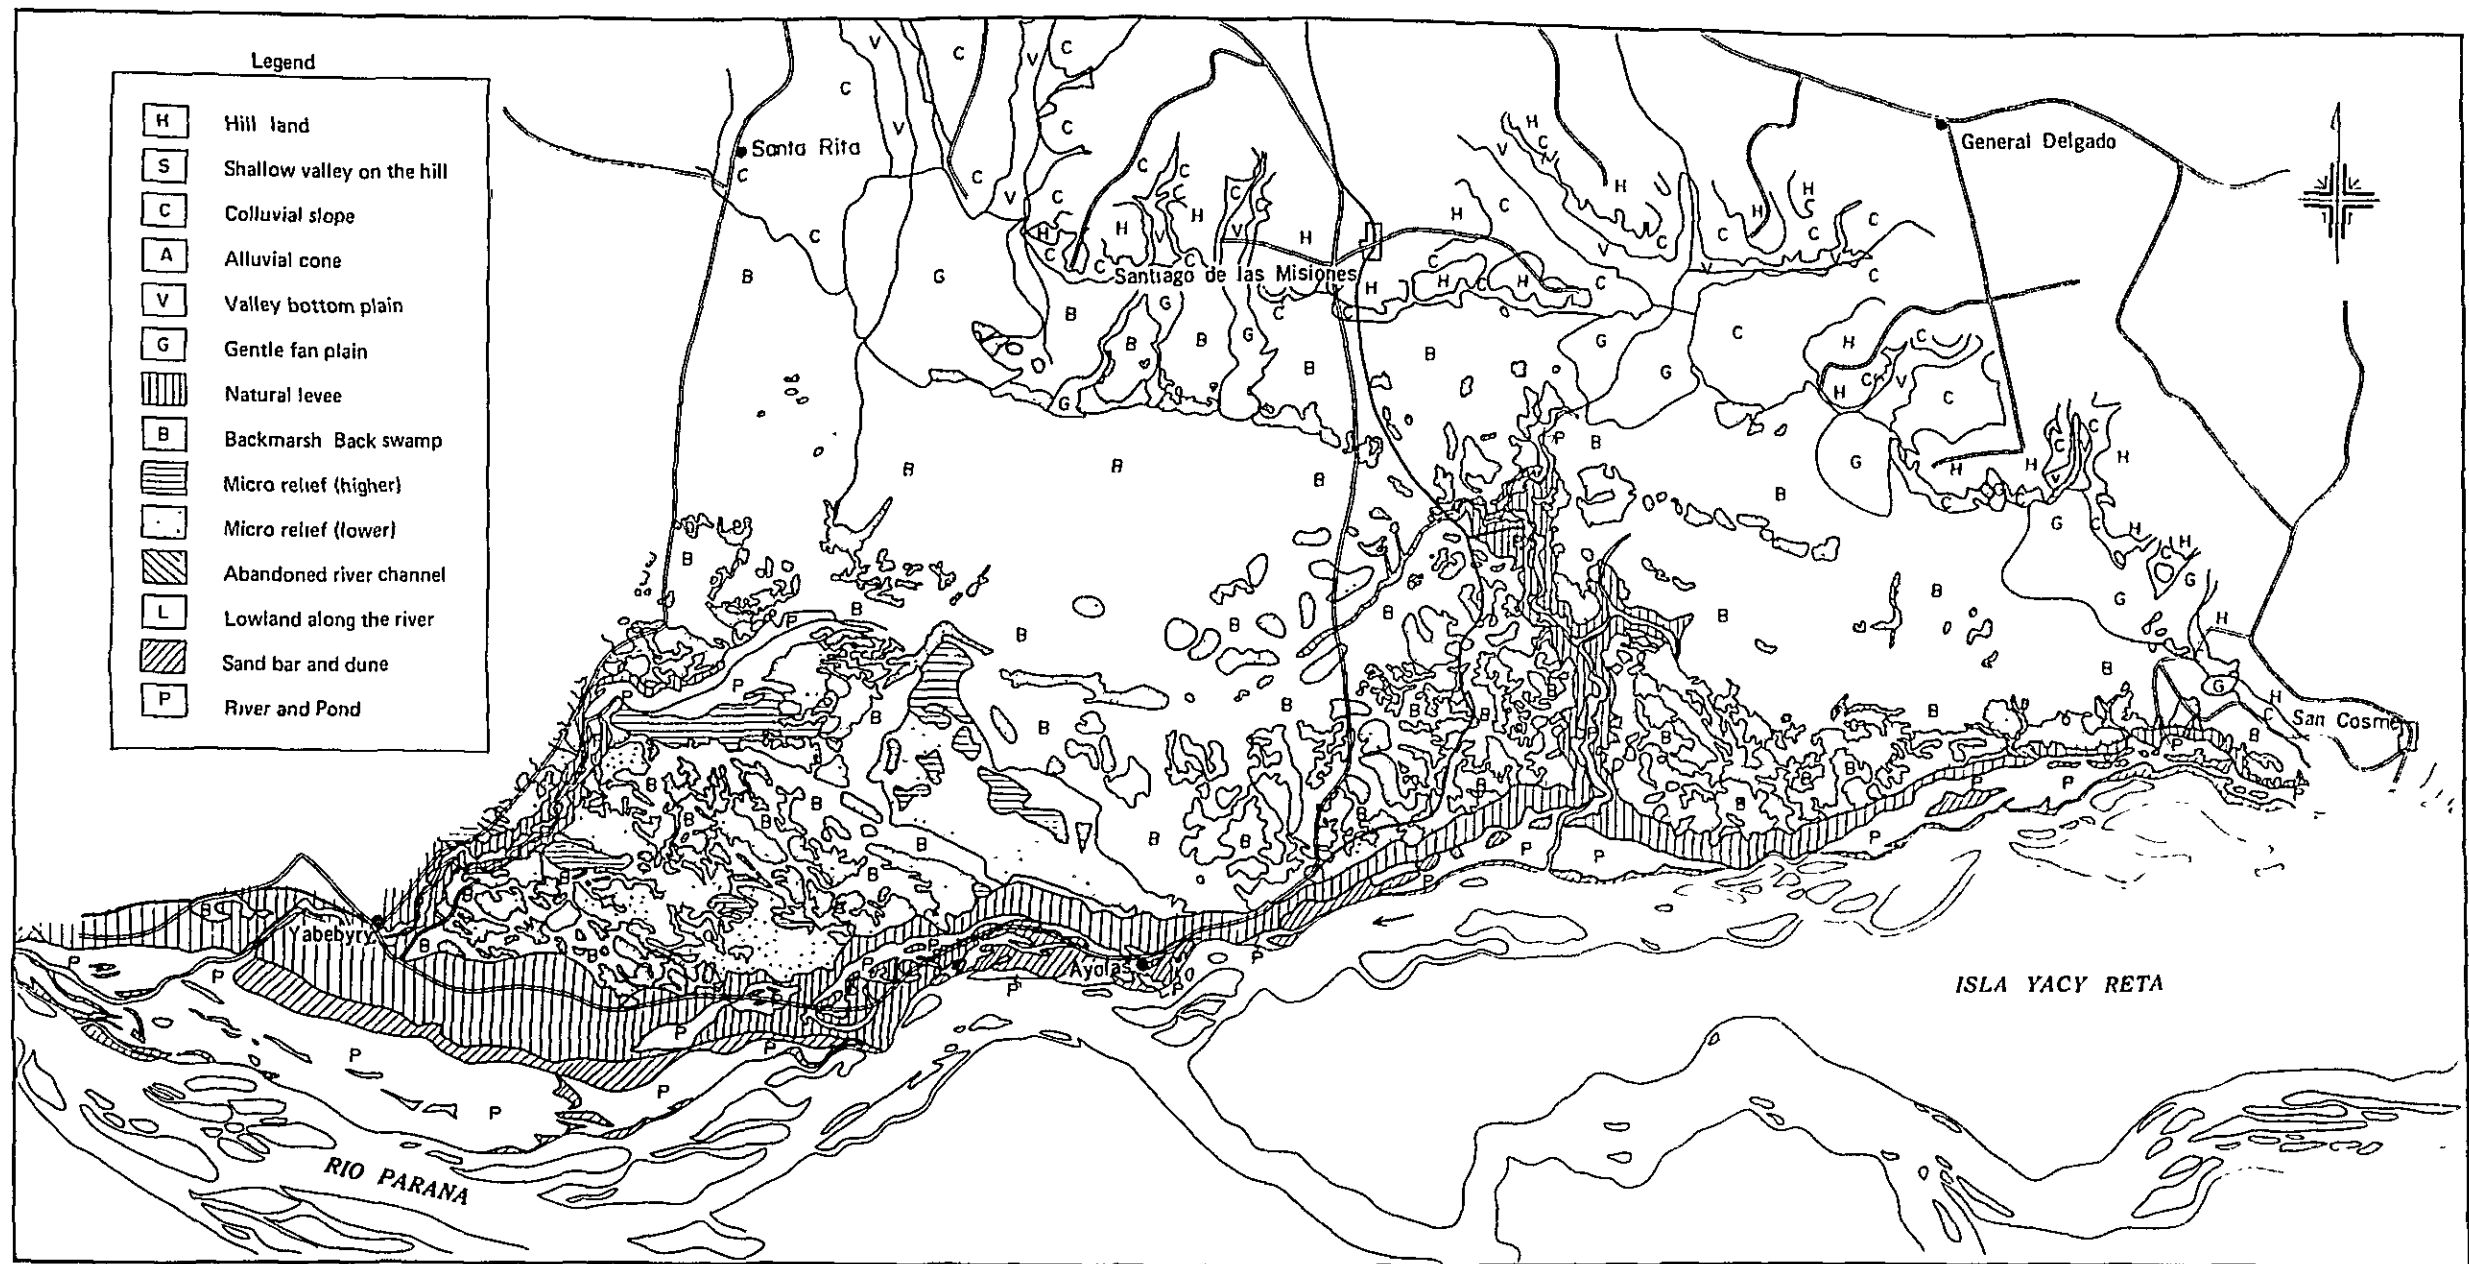 Legend
H Hill land
S Shallow valley on the hill
C Colluvial slope
A Alluvial cone
V Valley bottom plain
G Gentle fan plain
Natural levee
B Backmarsh Back swamp
Micro relief (higher)
Micro relief (lower)
Abandoned river channel
L Lowland along the river
Sand bar and dune
P River and Pond
Santa Rita
General Delgado
Santiago de las Misiones
San Cosme
Yabebyry
Ayolas
ISLA YACY RETA
RIO PARANA